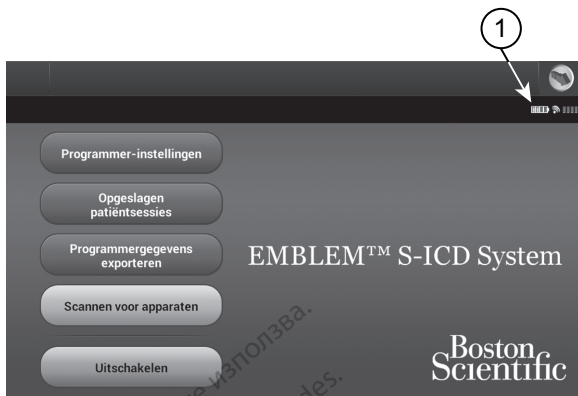 1
Programmer-instellingen
Opgeslagen
patiëntsessies
Programmergegevens
exporteren
EMBLEM™ S-ICD System
Scannen voor apparaten
Uitschakelen
Boston
Scientific